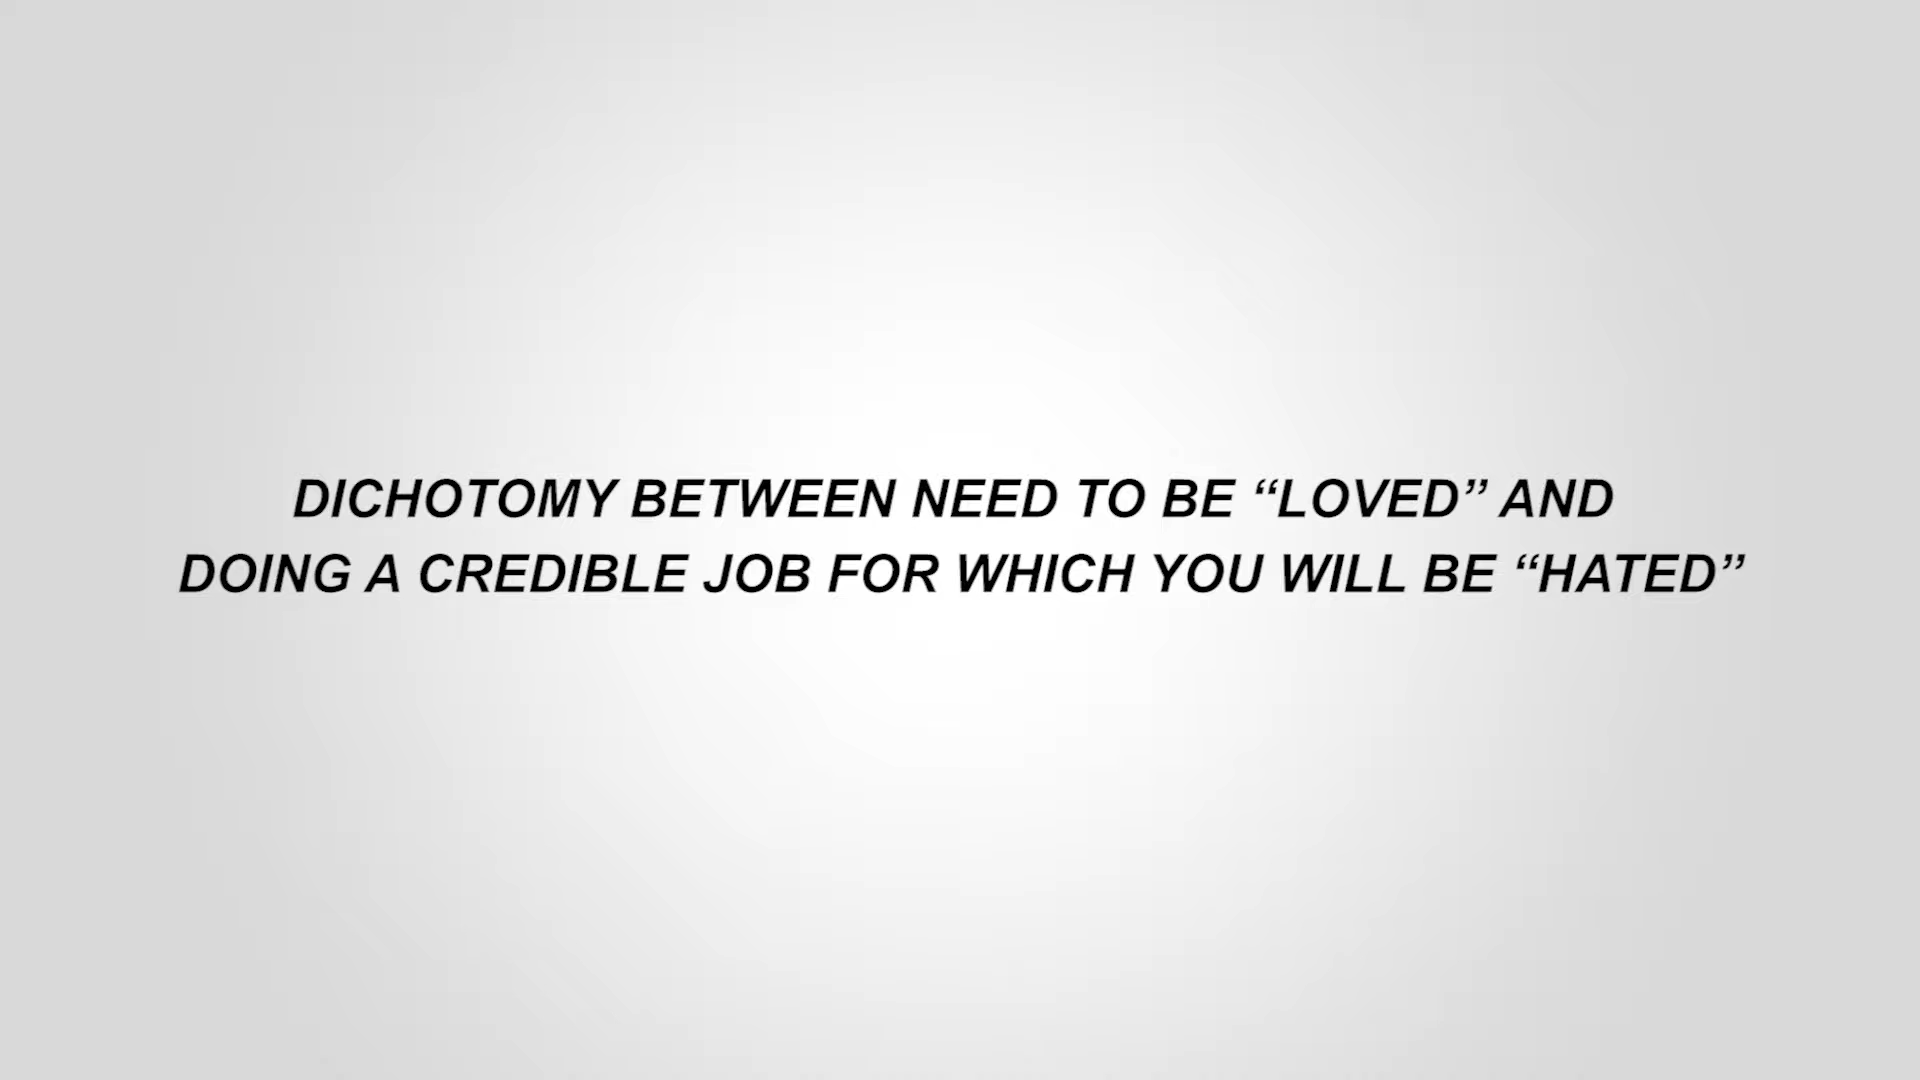 DICHOTOMY BETWEEN NEED TO BE “LOVED” AND
DOING A CREDIBLE JOB FOR WHICH YOU WILL BE “HATED”